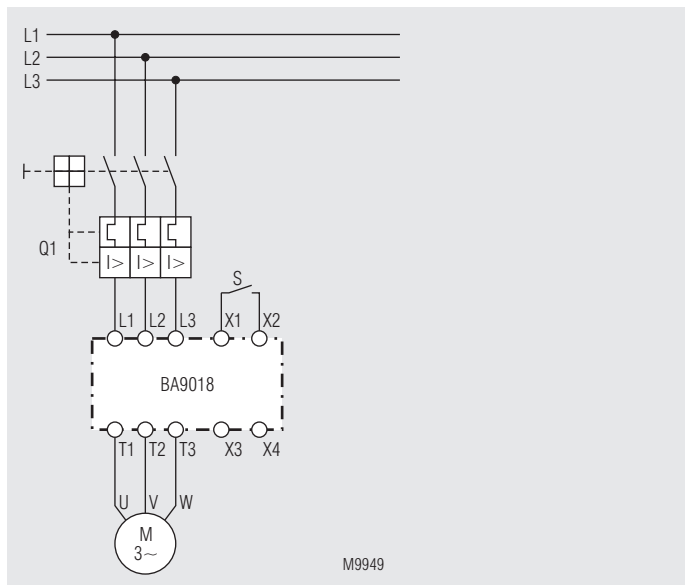 L1
L2
L3
Q1
I> I> I>
S
L1 L2 L3 X1 X2
BA9018
T1 T2 T3 X3 X4
U V W
M
3~
M9949